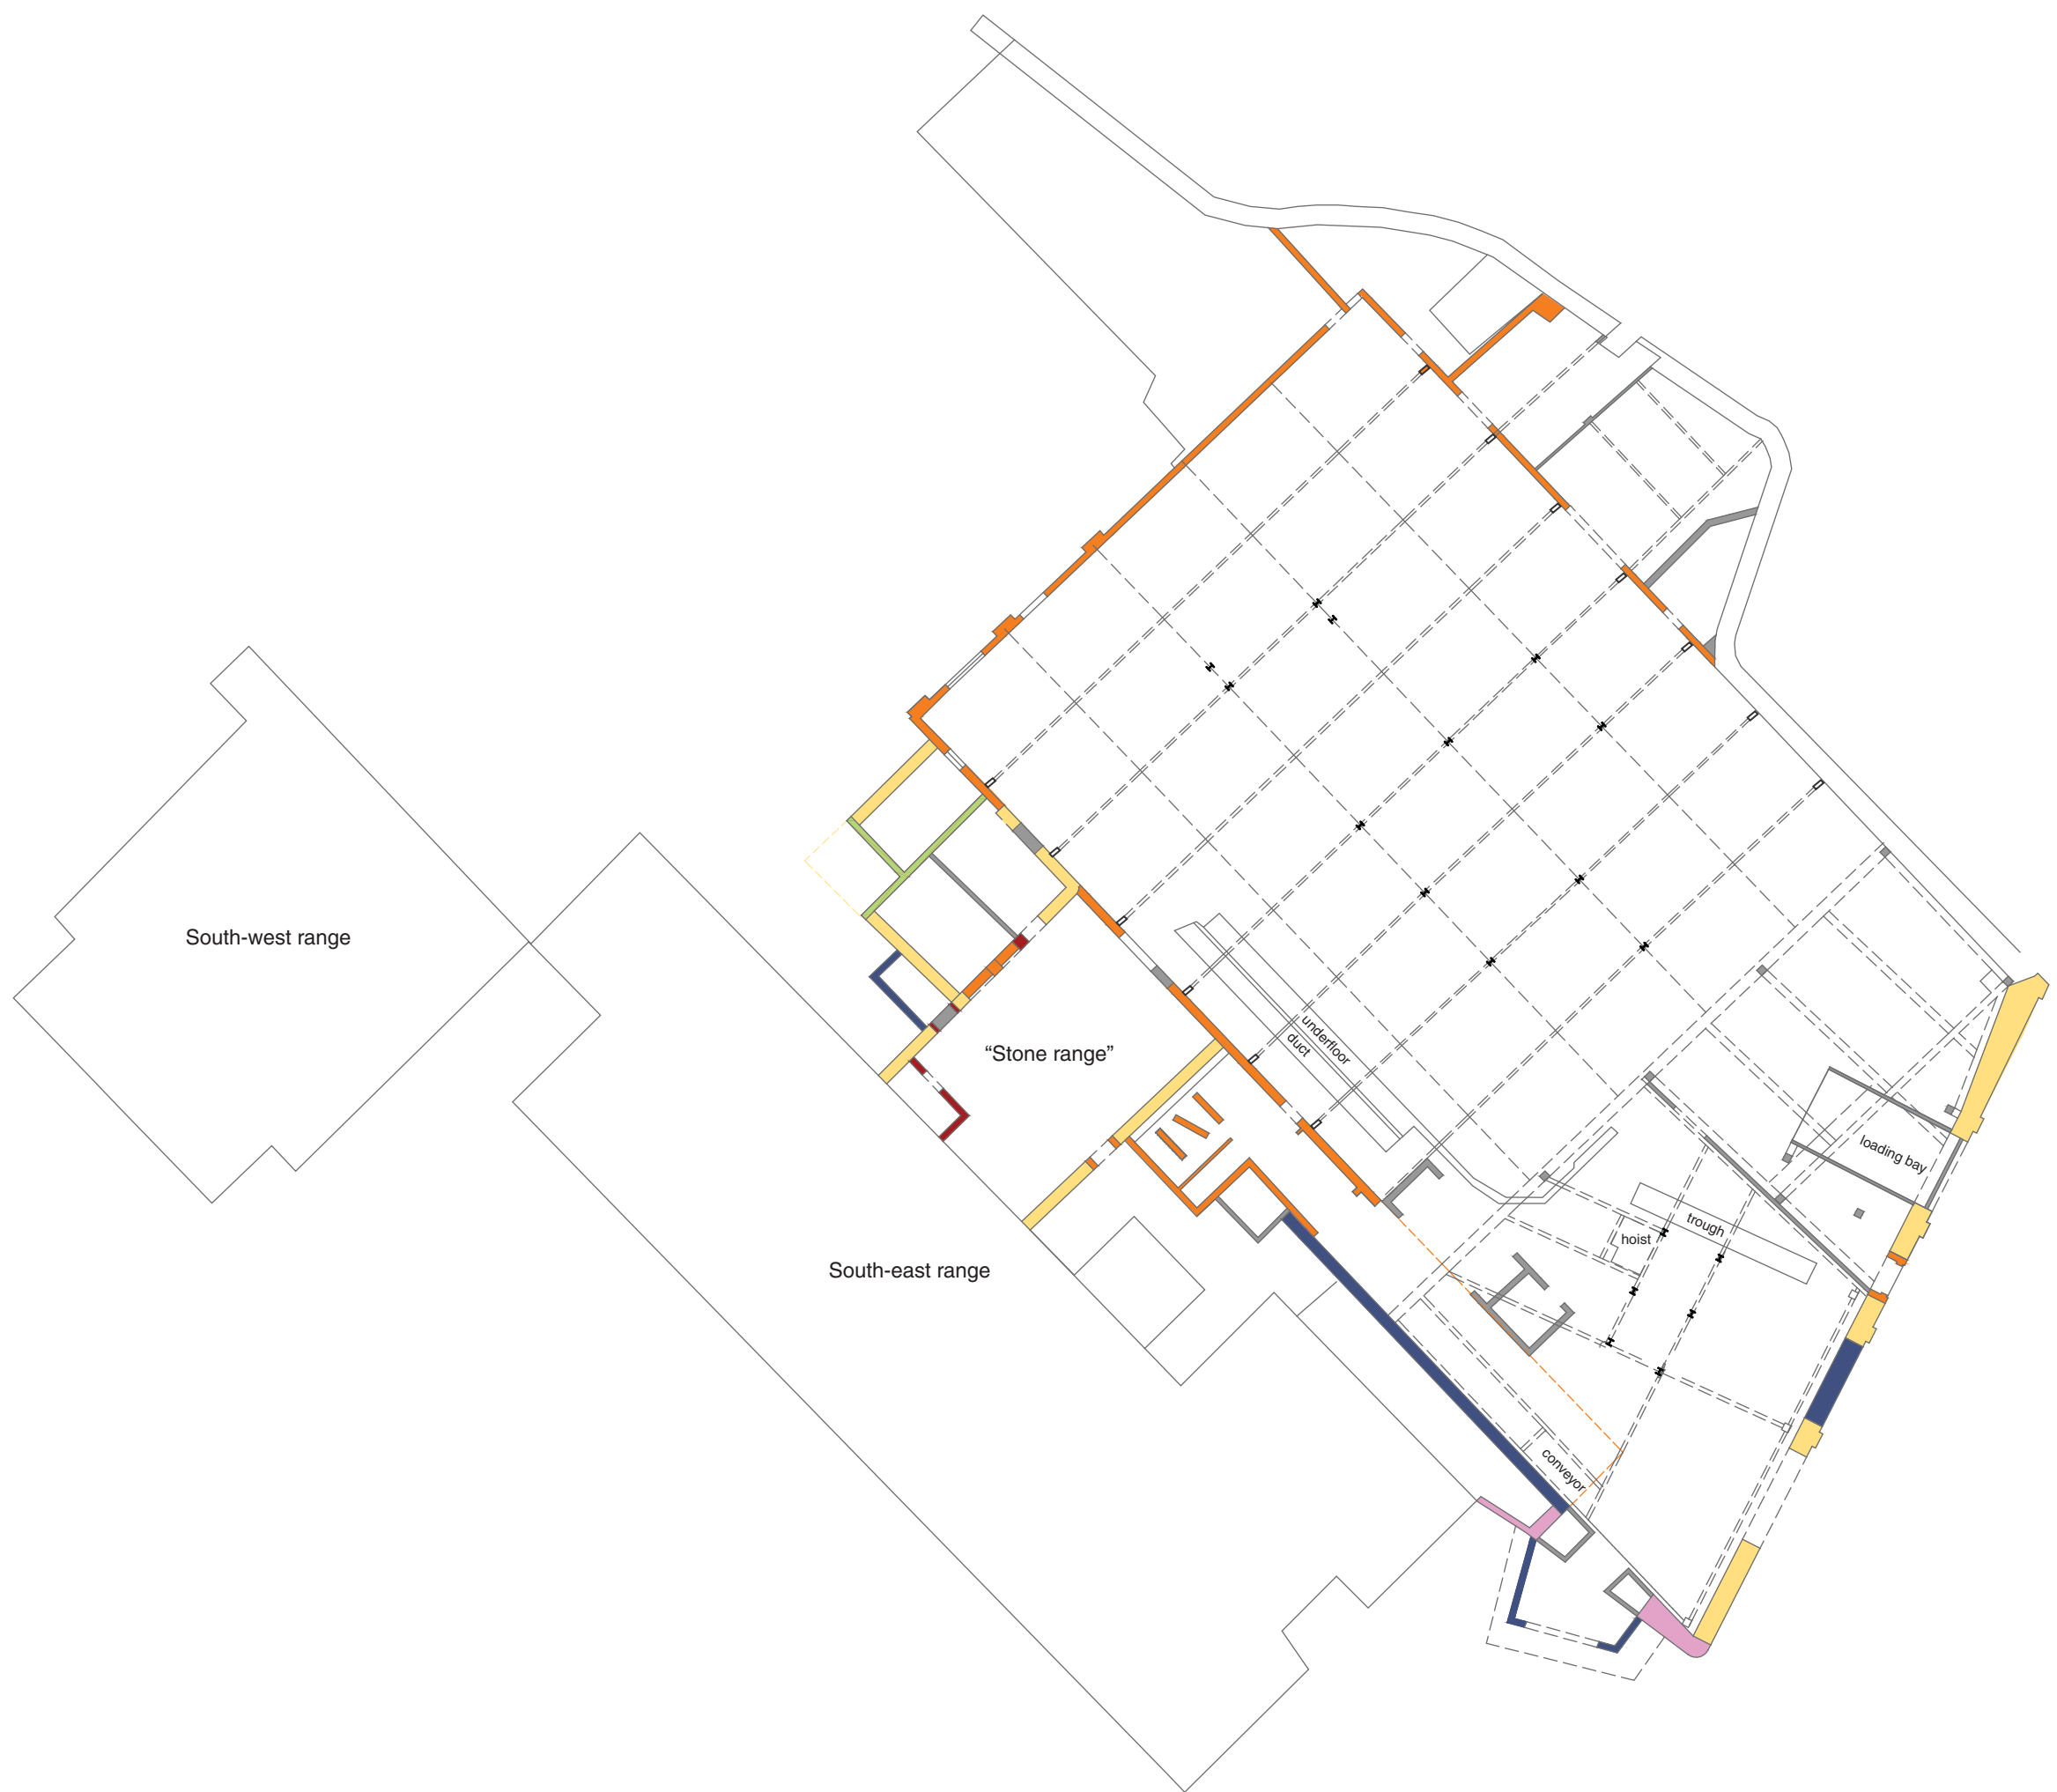 South-west range
“Stone range”
underfloor
duct
loading bay
trough
hoist
South-east range
conveyor